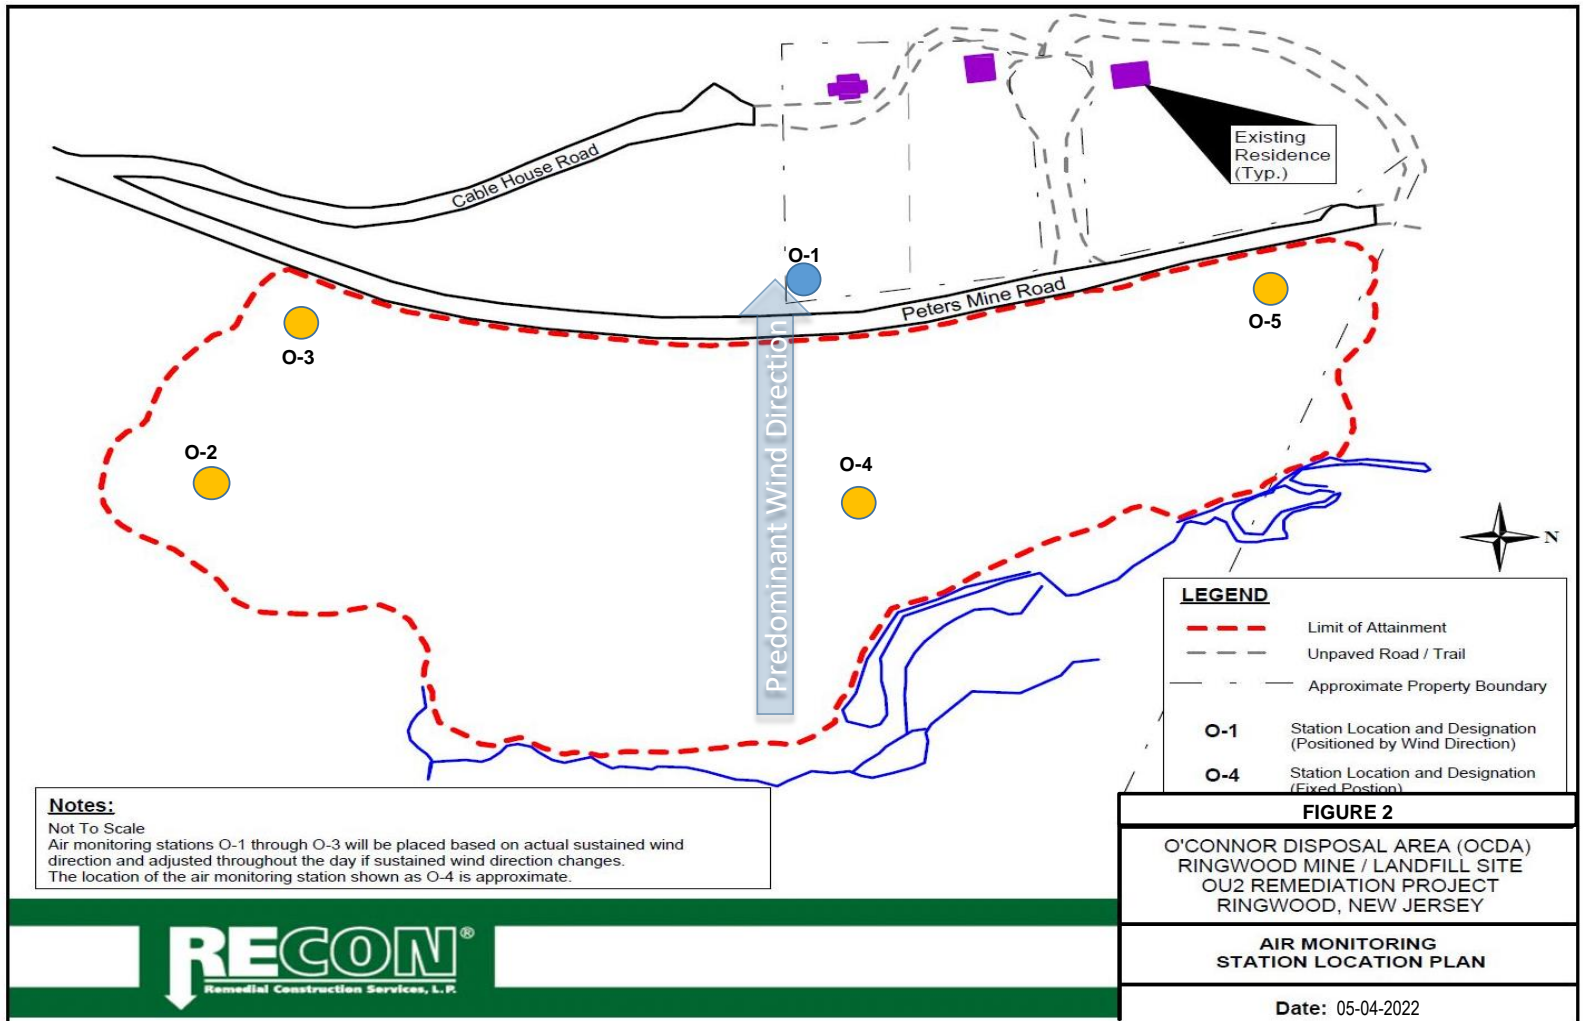 Existing
Residence
(Typ.)
Cable House Road
O-1
Peters Mine Road
O-5
O-3
O-2
O-4
Predominant Wind Direction
N
LEGEND
Limit of Attainment
Unpaved Road / Trail
Approximate Property Boundary
O-1 Station Location and Designation
(Positioned by Wind Direction)
O-4 Station Location and Designation
(Fixed Postion)
Notes:
Not To Scale
Air monitoring stations O-1 through O-3 will be placed based on actual sustained wind
direction and adjusted throughout the day if sustained wind direction changes.
The location of the air monitoring station shown as O-4 is approximate.
FIGURE 2
O'CONNOR DISPOSAL AREA (OCDA)
RINGWOOD MINE / LANDFILL SITE
OU2 REMEDIATION PROJECT
RINGWOOD, NEW JERSEY
AIR MONITORING
STATION LOCATION PLAN
Date: 05-04-2022
RECON®
Remedial Construction Services, L.P.